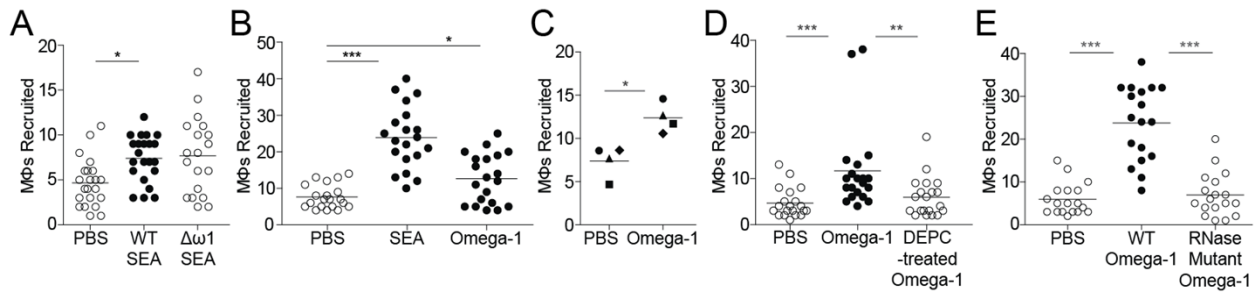 A
MΦs Recruited
20
15
10
5
0
*
PBS
WT
SEA
Δω1
SEA
B
MΦs Recruited
50
40
30
20
10
0
*
***
PBS
SEA
Omega-1
C
MΦs Recruited
20
15
10
5
0
*
PBS
Omega-1
D
MΦs Recruited
40
30
20
10
0
***
**
PBS
Omega-1
DEPC
-treated
Omega-1
E
MΦs Recruited
40
30
20
10
0
***
***
PBS
WT
Omega-1
RNase
Mutant
Omega-1